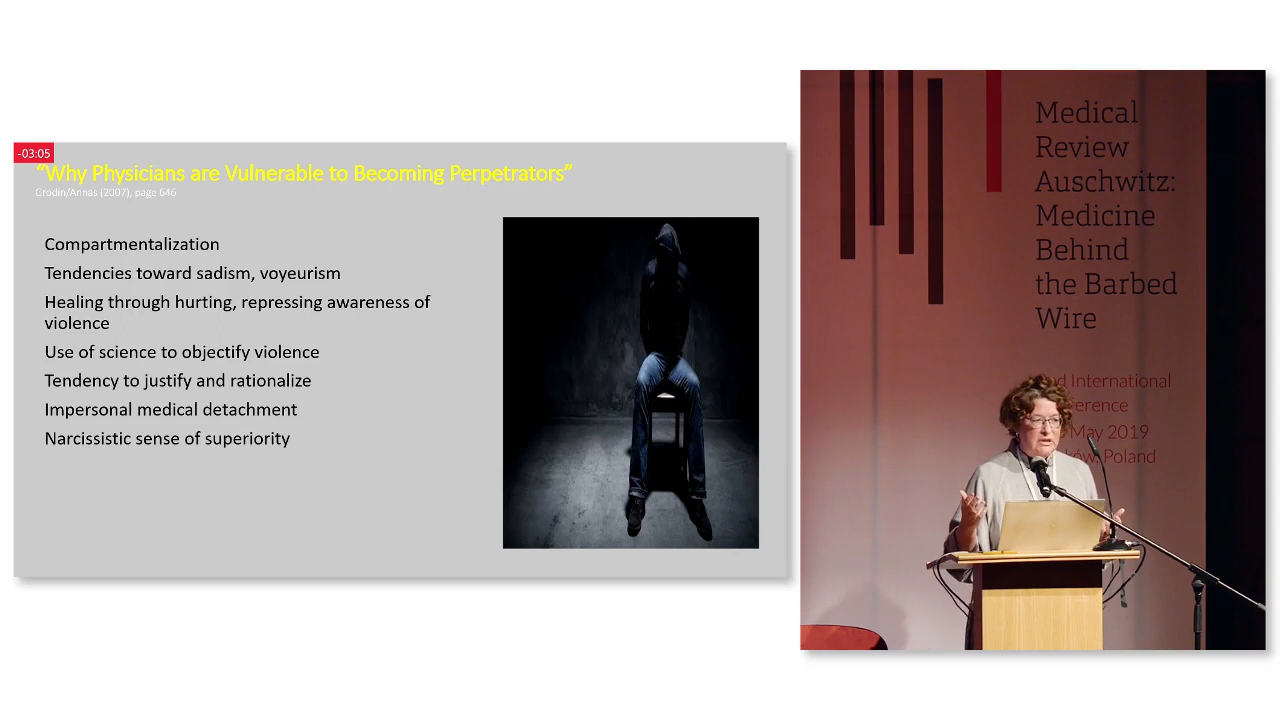 -03:05
“Why Physicians are Vulnerable to Becoming Perpetrators”
Grodin/Annas (2007), page 646
Compartmentalization
Tendencies toward sadism, voyeurism
Healing through hurting, repressing awareness of
violence
Use of science to objectify violence
Tendency to justify and rationalize
Impersonal medical detachment
Narcissistic sense of superiority
Medical
Review
Auschwitz:
Medicine
Behind
the Barbed
Wire
International
May 2019
Poland